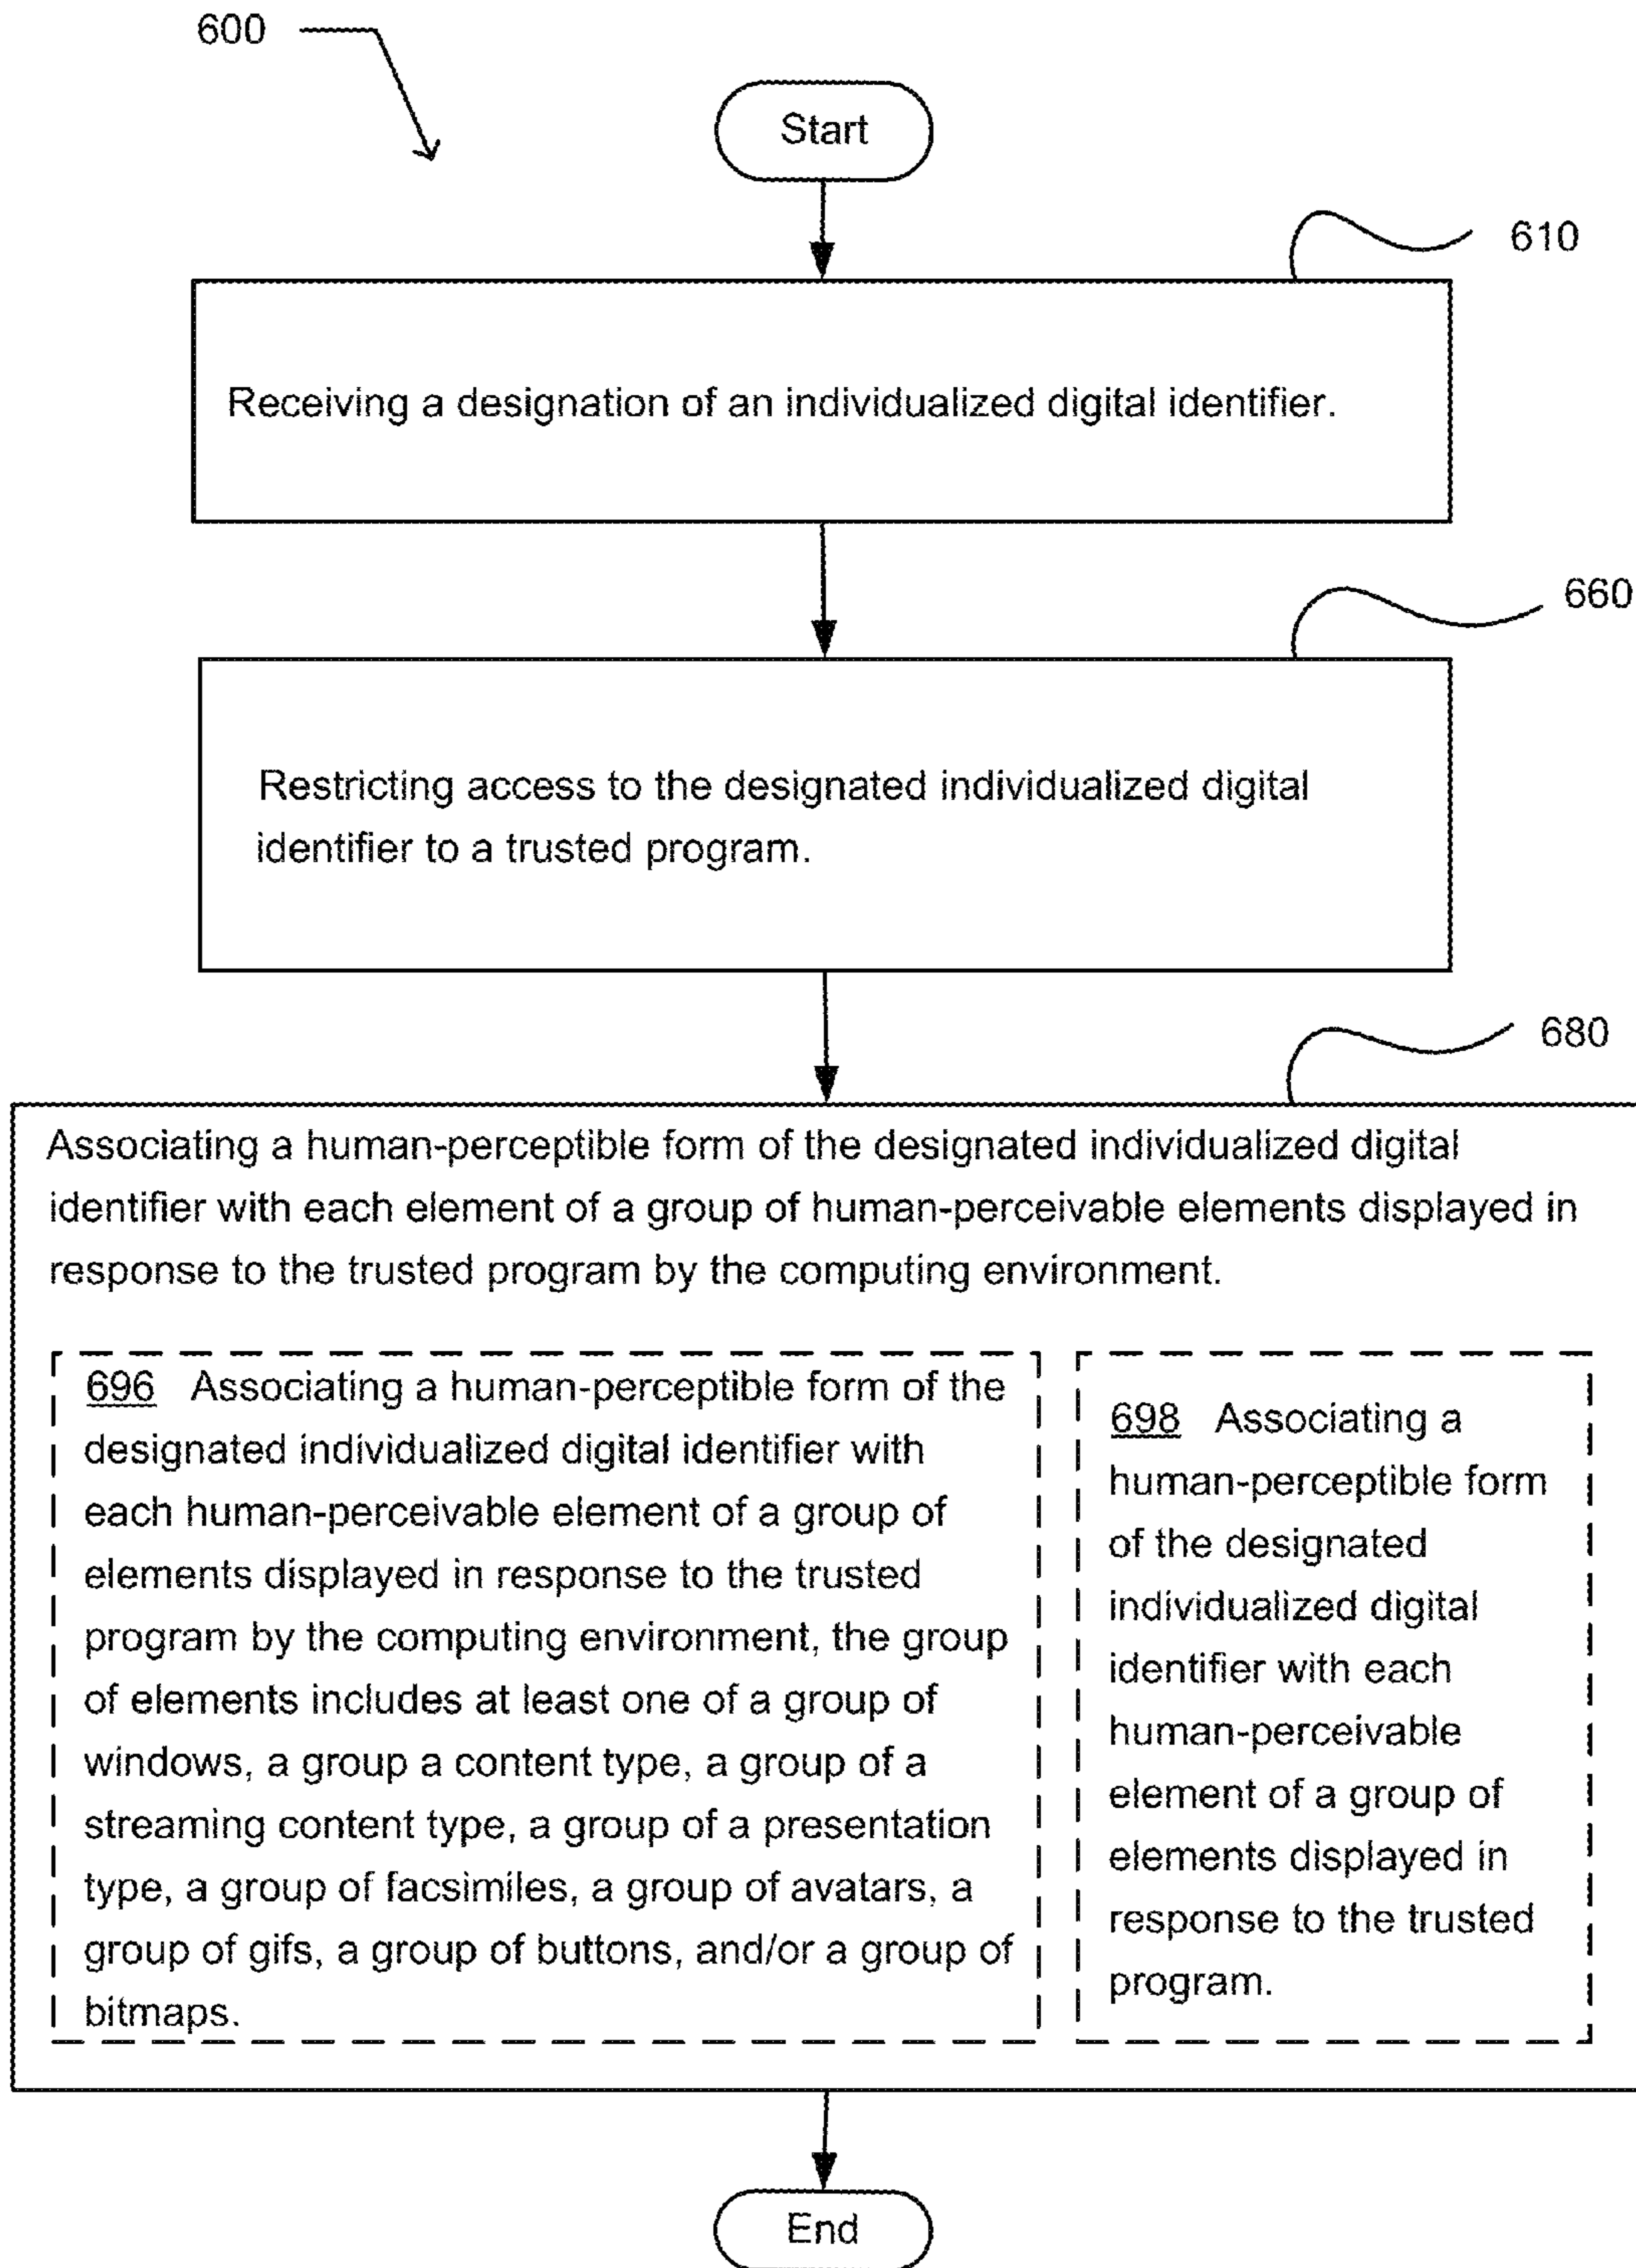 600
Start
610
Receiving a designation of an individualized digital identifier.
660
Restricting access to the designated individualized digital
identifier to a trusted program.
680
Associating a human-perceptible form of the designated individualized digital
identifier with each element of a group of human-perceivable elements displayed in
response to the trusted program by the computing environment.
696 Associating a human-perceptible form of the
designated individualized digital identifier with
each human-perceivable element of a group of
elements displayed in response to the trusted
program by the computing environment, the group
of elements includes at least one of a group of
windows, a group a content type, a group of a
streaming content type, a group of a presentation
type, a group of facsimiles, a group of avatars, a
group of gifs, a group of buttons, and/or a group of
bitmaps.
698 Associating a
human-perceptible form
of the designated
individualized digital
identifier with each
human-perceivable
element of a group of
elements displayed in
response to the trusted
program.
End